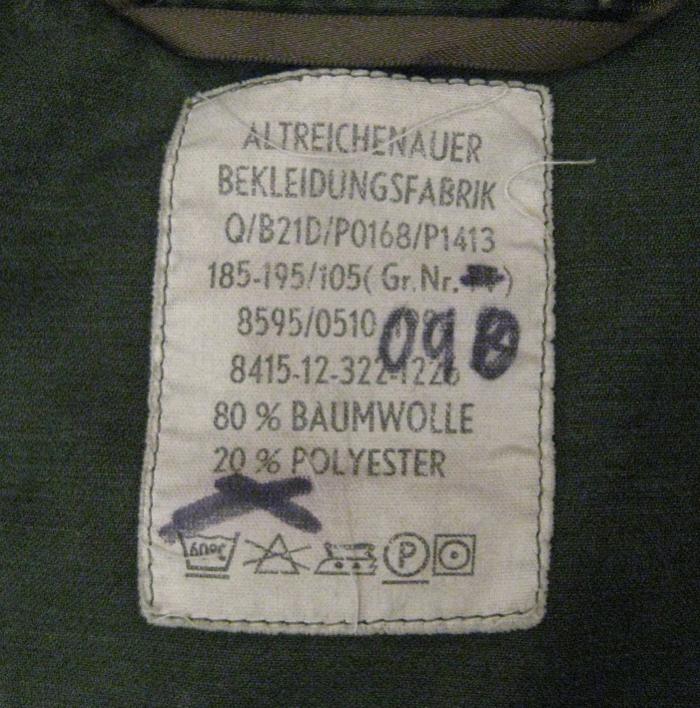 ALTREICHENAUER
BEKLEIDUNGSFABRIK
Q/B21D/P0168/P1413
185-195/105( Gr.Nr. )
8595/0510
09
8415-12-322-1226
80 % BAUMWOLLE
20 % POLYESTER
P